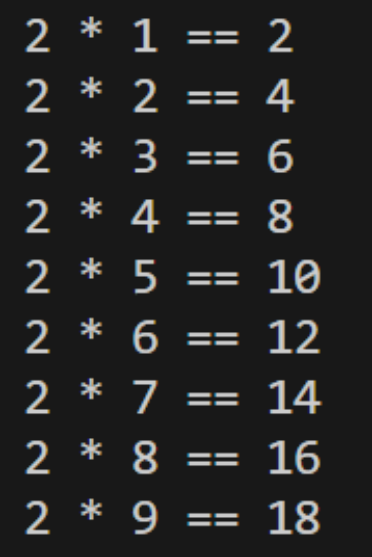 2 * 1 == 2
2 * 2 == 4
2 * 3 == 6
2 * 4 == 8
2 * 5 == 10
2 * 6 == 12
2 * 7 == 14
2 * 8 == 16
2 * 9 == 18